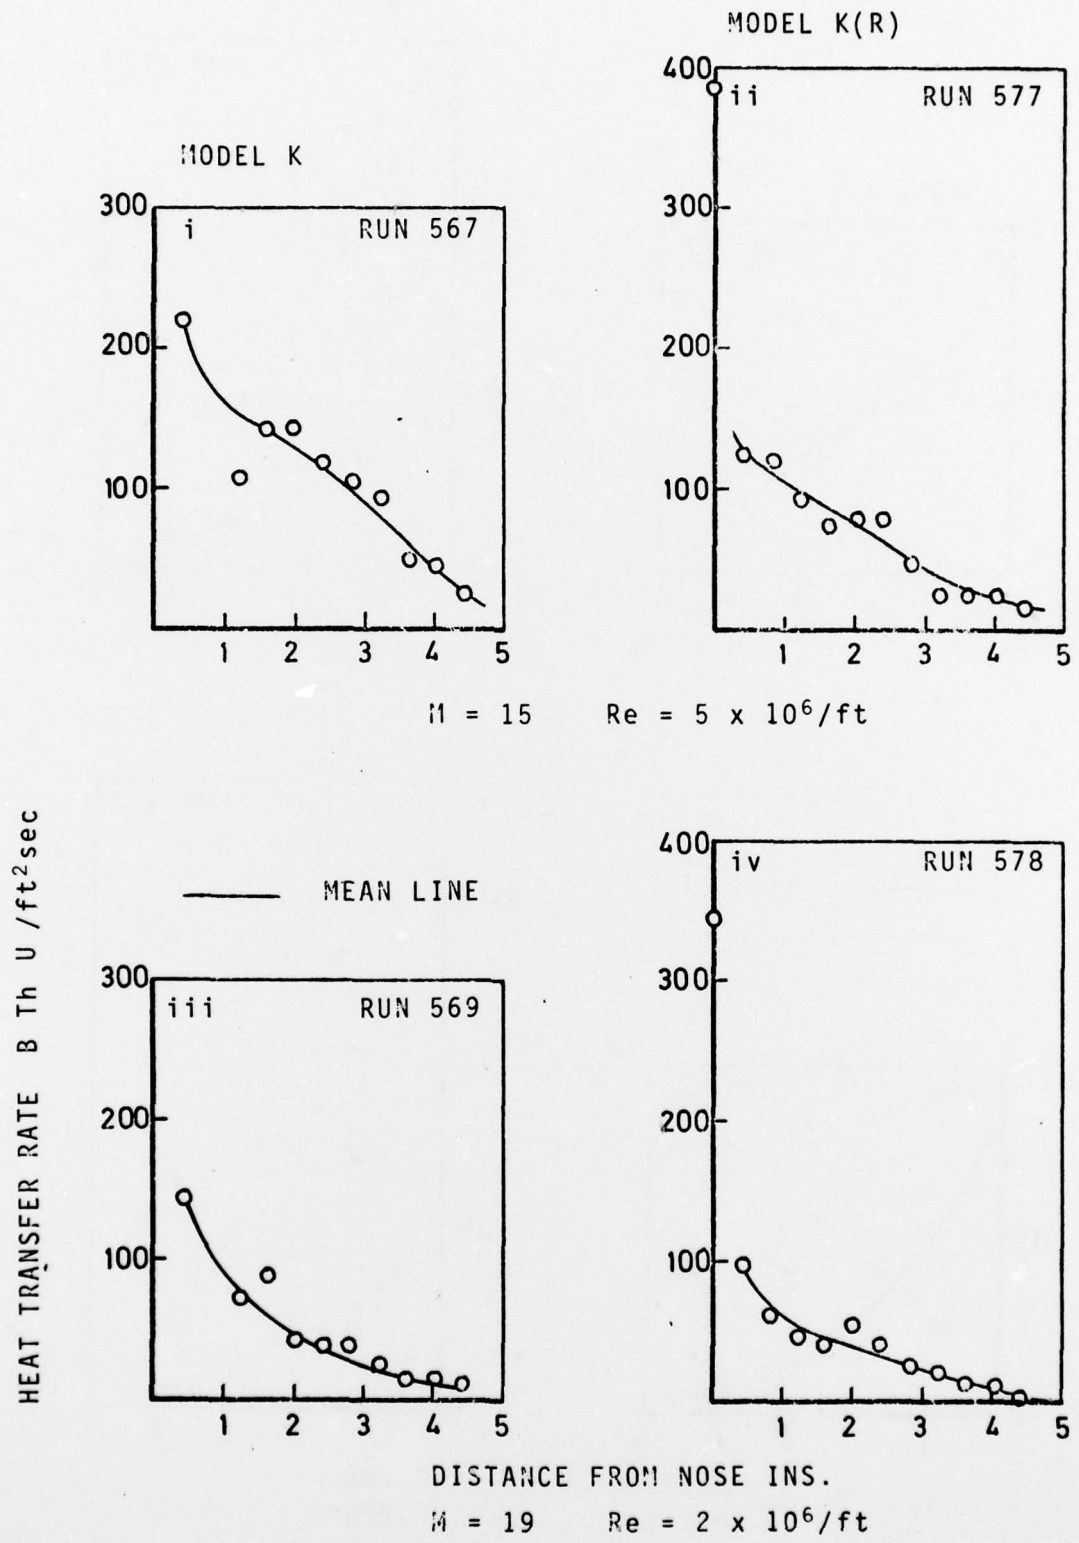 MODEL K(R)
400
ii RUN 577
300
200
100
1 2 3 4 5
MODEL K
300
i RUN 567
200
100
1 2 3 4 5
M = 15 Re = 5 x 10⁶/ft
HEAT TRANSFER RATE B Th U /ft²sec
MEAN LINE
300
iii RUN 569
200
100
1 2 3 4 5
400
iv RUN 578
300
200
100
1 2 3 4 5
DISTANCE FROM NOSE INS.
M = 19 Re = 2 x 10⁶/ft